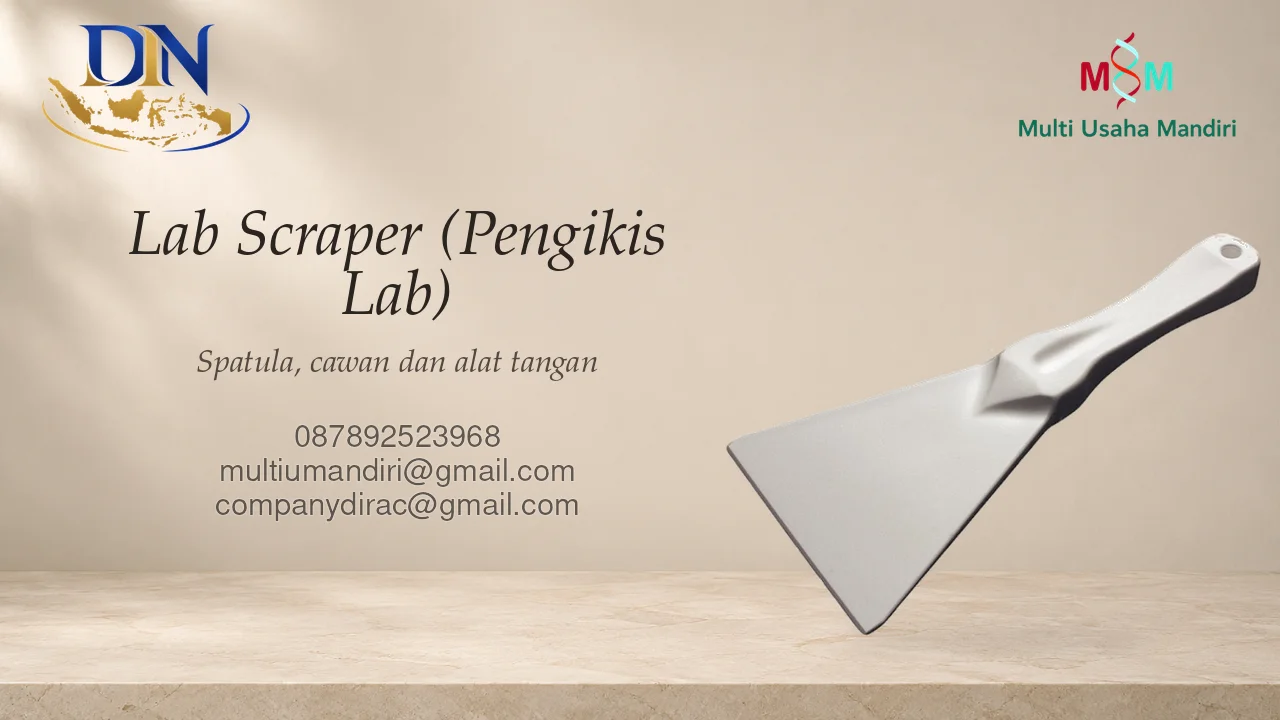 DIN
M M
Multi Usaha Mandiri
Lab Scraper (Pengikis
Lab)
Spatula, cawan dan alat tangan
087892523968
multiumandiri@gmail.com
companydirac@gmail.com